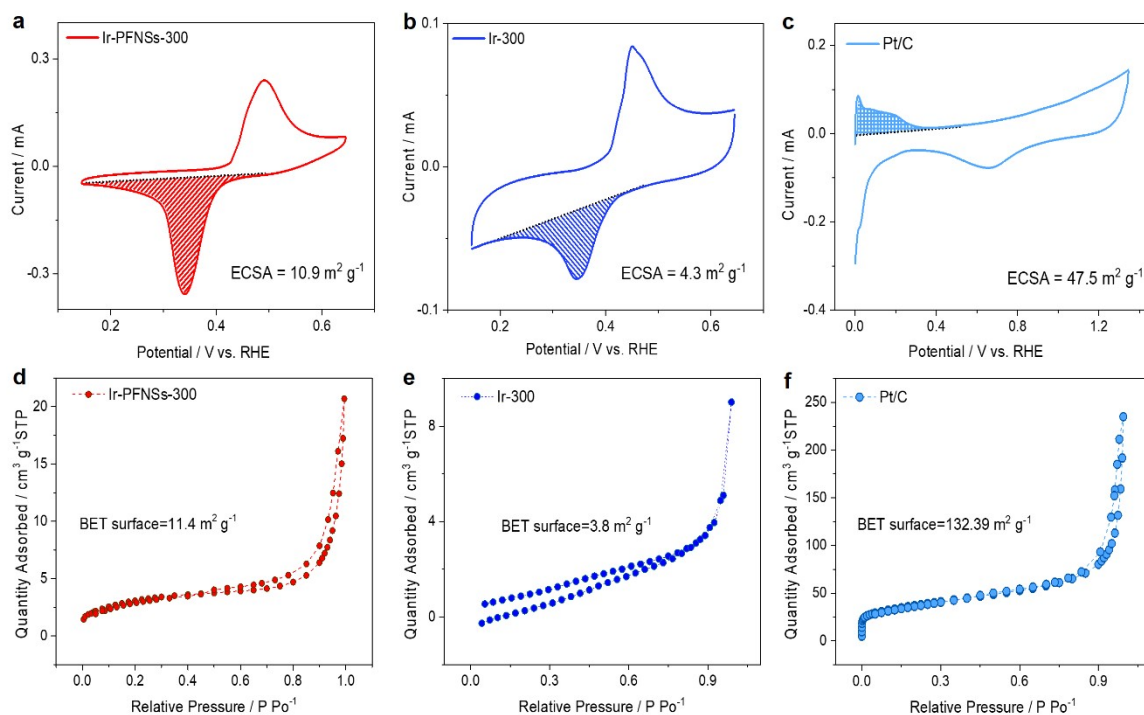 a
Ir-PFNSs-300
0.3
0.0
-0.3
Current / mA
ECSA = 10.9 m² g⁻¹
0.2 0.4 0.6
Potential / V vs. RHE
b
Ir-300
0.1
0.0
-0.1
Current / mA
ECSA = 4.3 m² g⁻¹
0.2 0.4 0.6
Potential / V vs. RHE
c
Pt/C
0.2
0.0
-0.2
-0.4
Current / mA
ECSA = 47.5 m² g⁻¹
0.0 0.4 0.8 1.2
Potential / V vs. RHE
d
Ir-PFNSs-300
20
15
10
5
0
Quantity Adsorbed / cm³ g⁻¹STP
BET surface=11.4 m² g⁻¹
0.0 0.2 0.4 0.6 0.8 1.0
Relative Pressure / P Po⁻¹
e
Ir-300
8
4
0
Quantity Adsorbed / cm³ g⁻¹STP
BET surface=3.8 m² g⁻¹
0.0 0.3 0.6 0.9
Relative Pressure / P Po⁻¹
f
Pt/C
250
200
150
100
50
0
Quantity Adsorbed / cm³ g⁻¹STP
BET surface=132.39 m² g⁻¹
0.0 0.3 0.6 0.9
Relative Pressure / P Po⁻¹